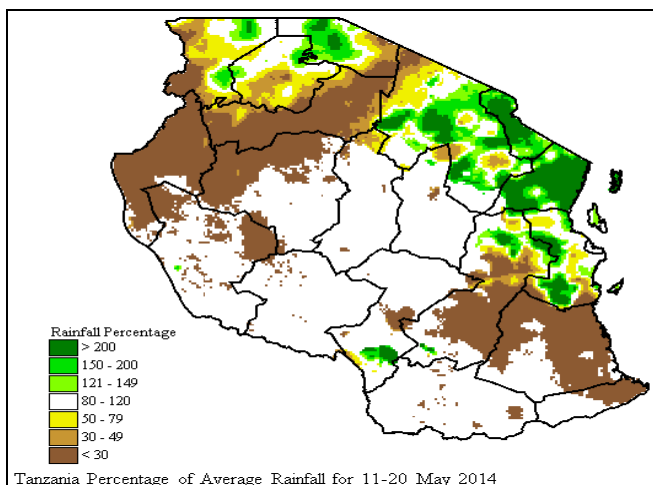 Rainfall Percentage
> 200
150 - 200
121 - 149
80 - 120
50 - 79
30 - 49
< 30
Tanzania Percentage of Average Rainfall for 11-20 May 2014